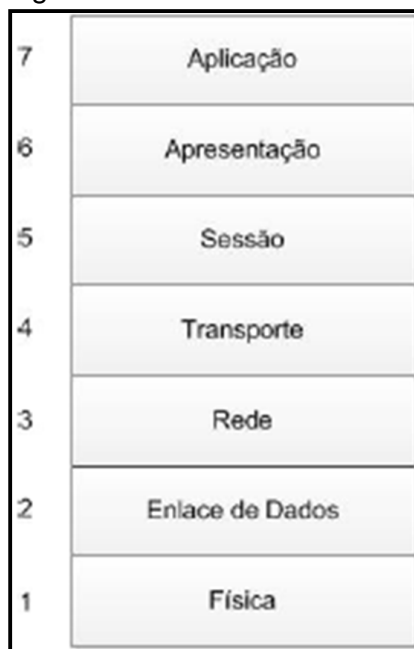 7 Aplicação
6 Apresentação
5 Sessão
4 Transporte
3 Rede
2 Enlace de Dados
1 Física